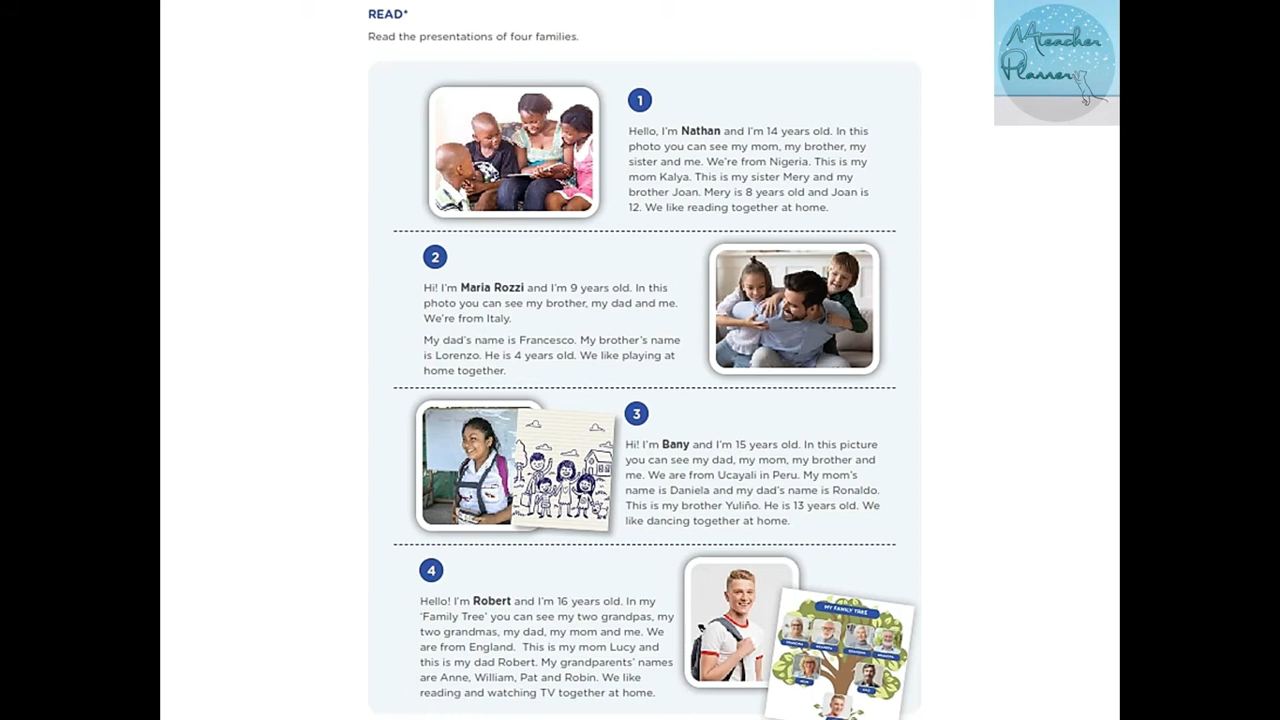 READ*
Read the presentations of four families.
Mteacher
Planner
1
Hello, I'm Nathan and I'm 14 years old. In this
photo you can see my mom, my brother, my
sister and me. We're from Nigeria. This is my
mom Kalya. This is my sister Mery and my
brother Joan. Mery is 8 years old and Joan is
12. We like reading together at home.
2
Hi! I'm Maria Rozzi and I'm 9 years old. In this
photo you can see my brother, my dad and me.
We're from Italy.
My dad's name is Francesco. My brother's name
is Lorenzo. He is 4 years old. We like playing at
home together.
3
Hi! I'm Bany and I'm 15 years old. In this picture
you can see my dad, my mom, my brother and
me. We are from Ucayali in Peru. My mom's
name is Daniela and my dad's name is Ronaldo.
This is my brother Yuliño. He is 13 years old. We
like dancing together at home.
4
Hello! I'm Robert and I'm 16 years old. In my
'Family Tree' you can see my two grandpas, my
two grandmas, my dad, my mom and me. We
are from England. This is my mom Lucy and
this is my dad Robert. My grandparents' names
are Anne, William, Pat and Robin. We like
reading and watching TV together at home.
MY FAMILY TREE